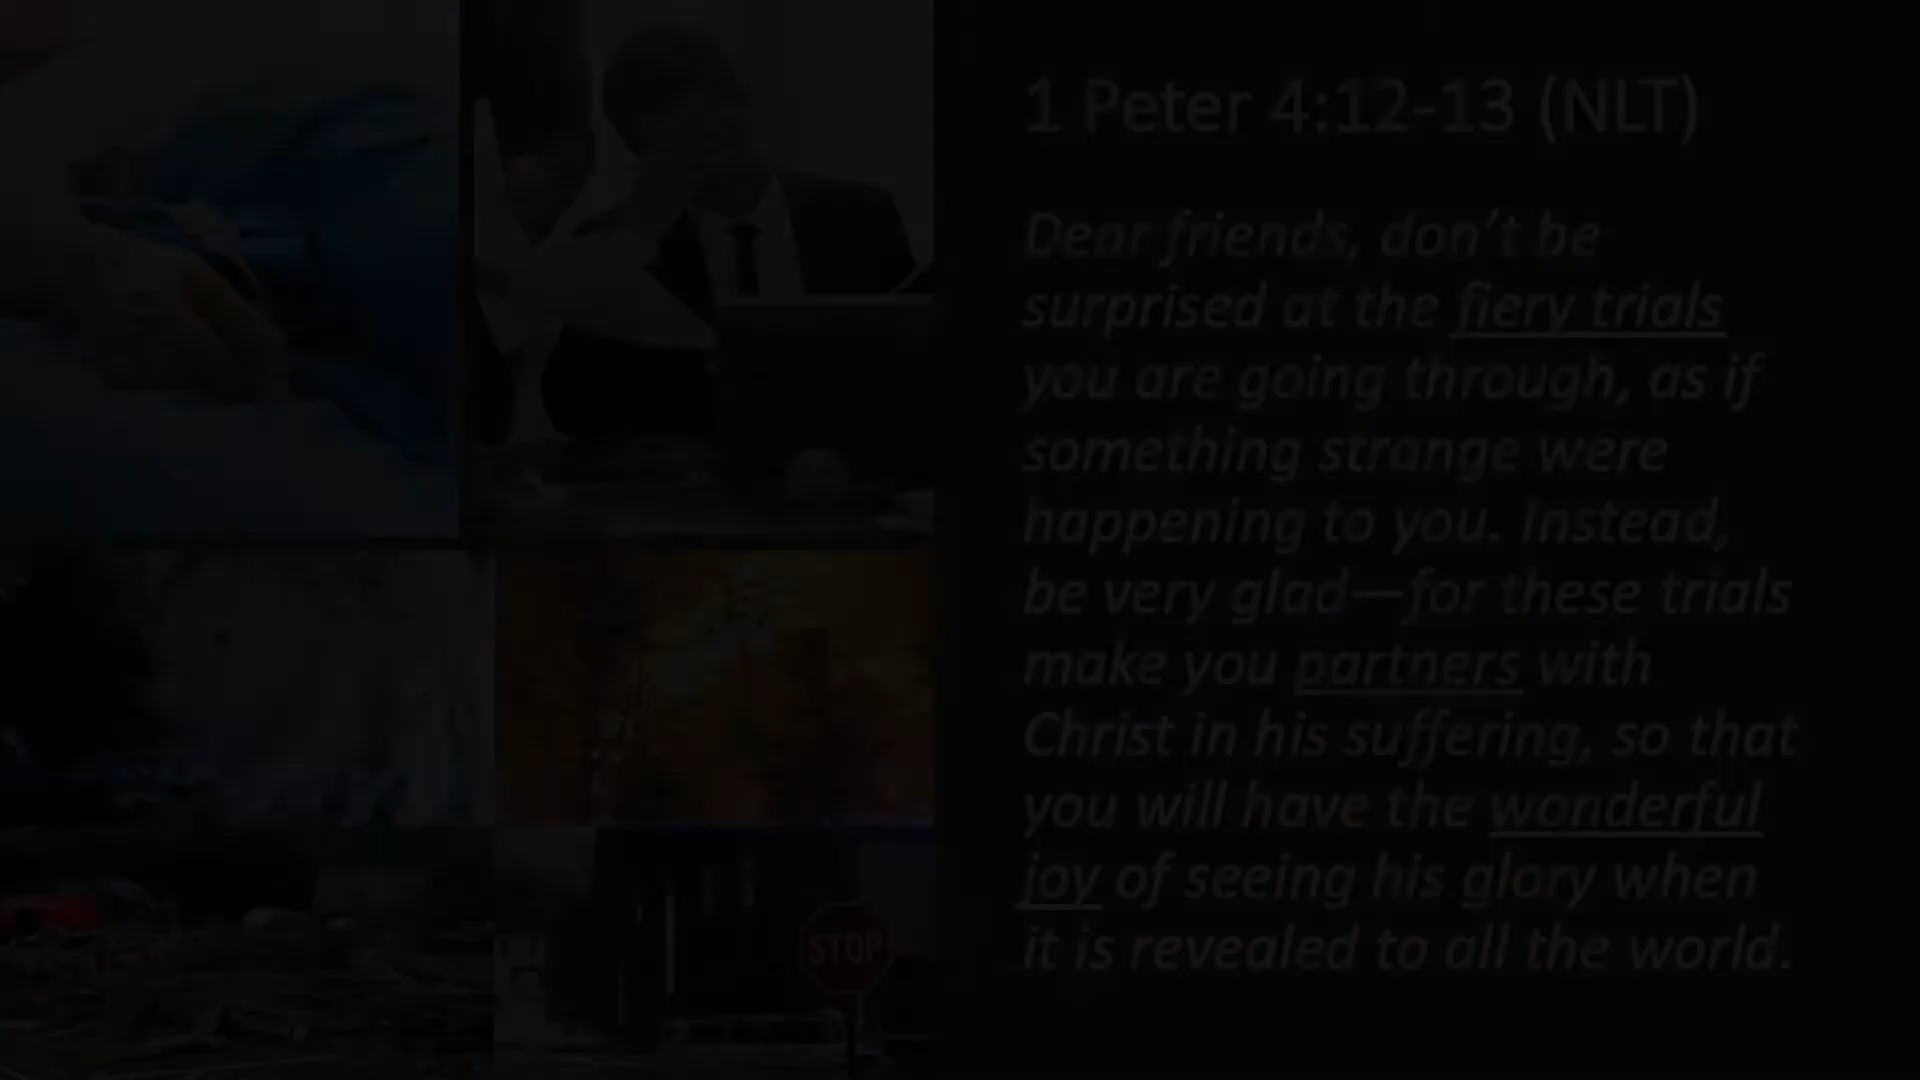 1 Peter 4:12-13 (NLT)
Dear friends, don’t be
surprised at the fiery trials
you are going through, as if
something strange were
happening to you. Instead,
be very glad—for these trials
make you partners with
Christ in his suffering, so that
you will have the wonderful
joy of seeing his glory when
it is revealed to all the world.
STOP